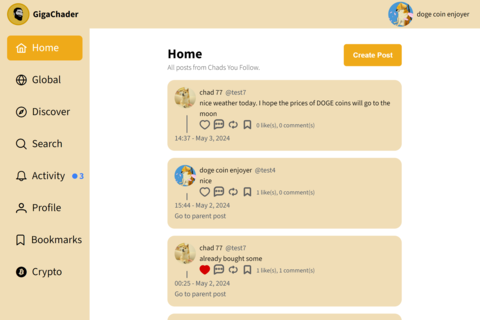 GigaChader
doge coin enjoyer
Home
Global
Discover
Search
Activity 3
Profile
Bookmarks
Crypto
Home
All posts from Chads You Follow.
Create Post
chad 77 @test7
nice weather today. I hope the prices of DOGE coins will go to the
moon
0 like(s), 0 comment(s)
14:37 - May 3, 2024
doge coin enjoyer @test4
nice
1 like(s), 0 comment(s)
15:44 - May 2, 2024
Go to parent post
chad 77 @test7
already bought some
1 like(s), 1 comment(s)
00:25 - May 2, 2024
Go to parent post